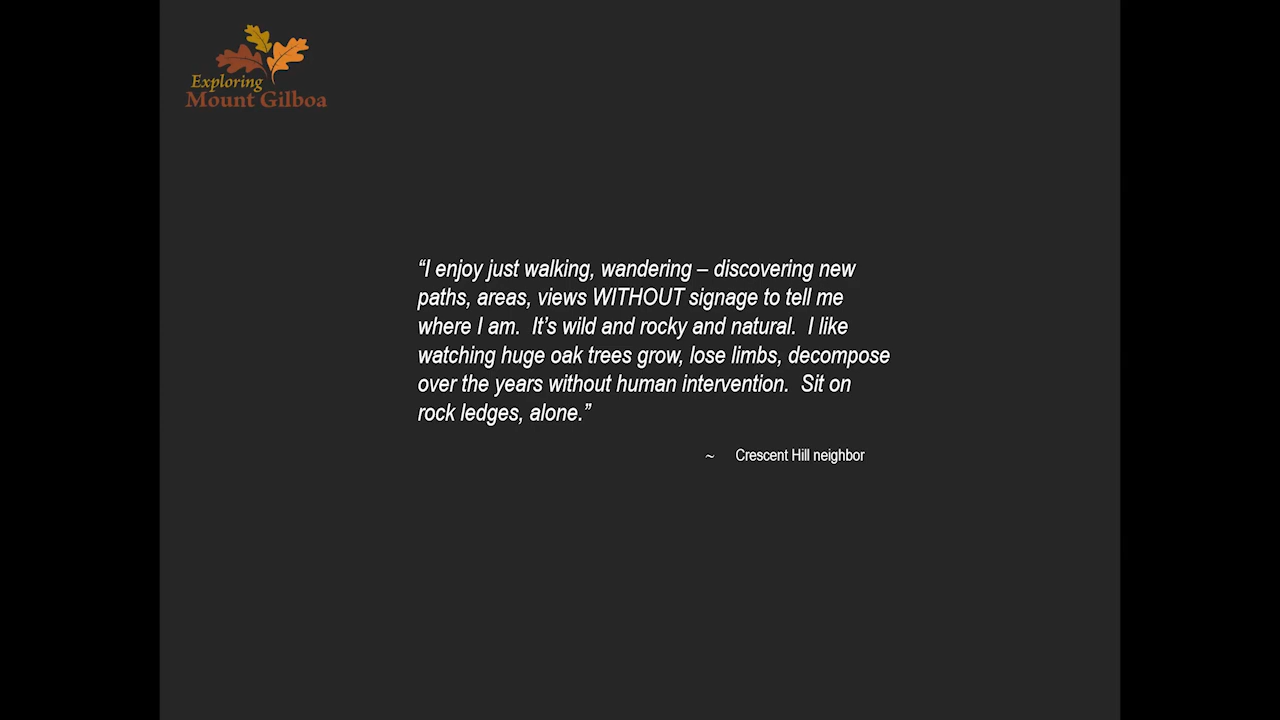 Exploring
Mount Gilboa
“I enjoy just walking, wandering – discovering new
paths, areas, views WITHOUT signage to tell me
where I am.  It’s wild and rocky and natural.  I like
watching huge oak trees grow, lose limbs, decompose
over the years without human intervention.  Sit on
rock ledges, alone.”
~ Crescent Hill neighbor